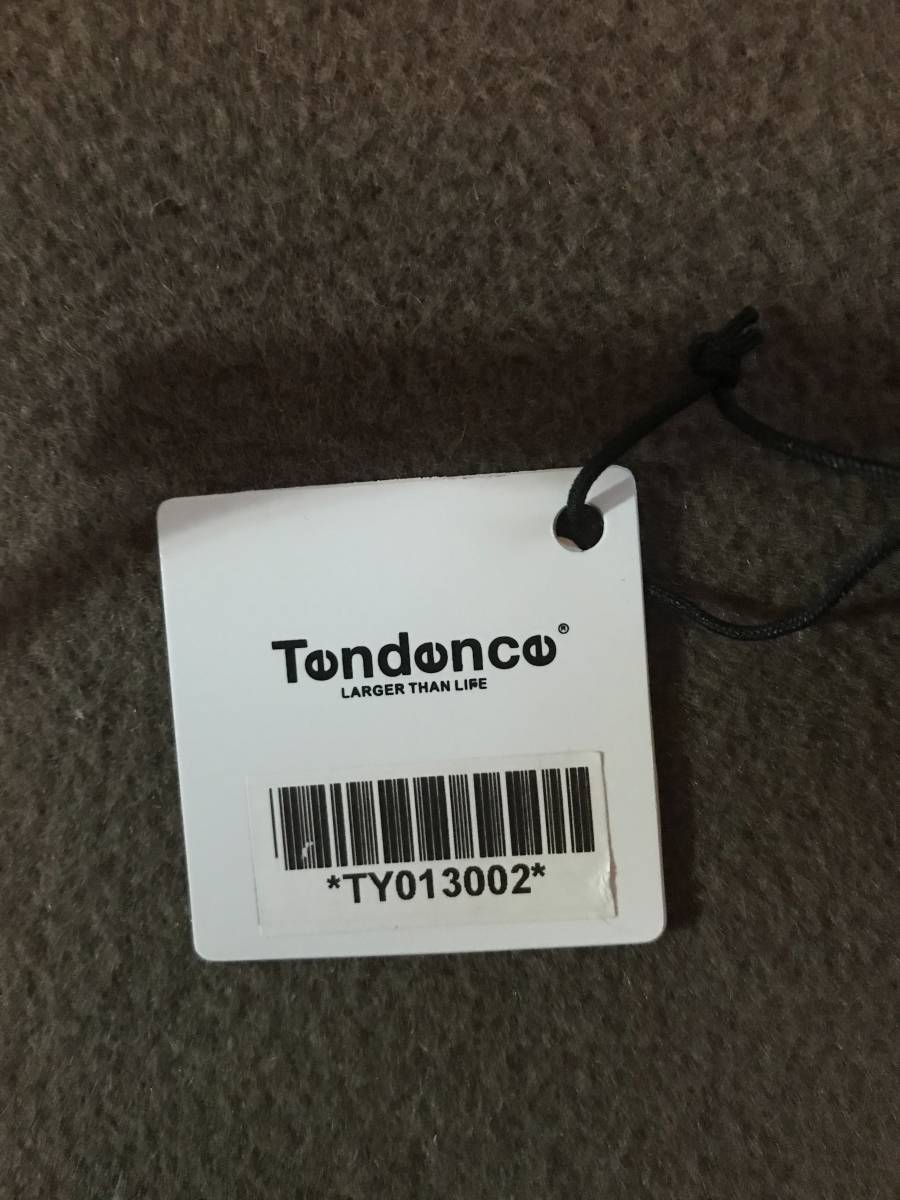 Tendence®
LARGER THAN LIFE
*TY013002*